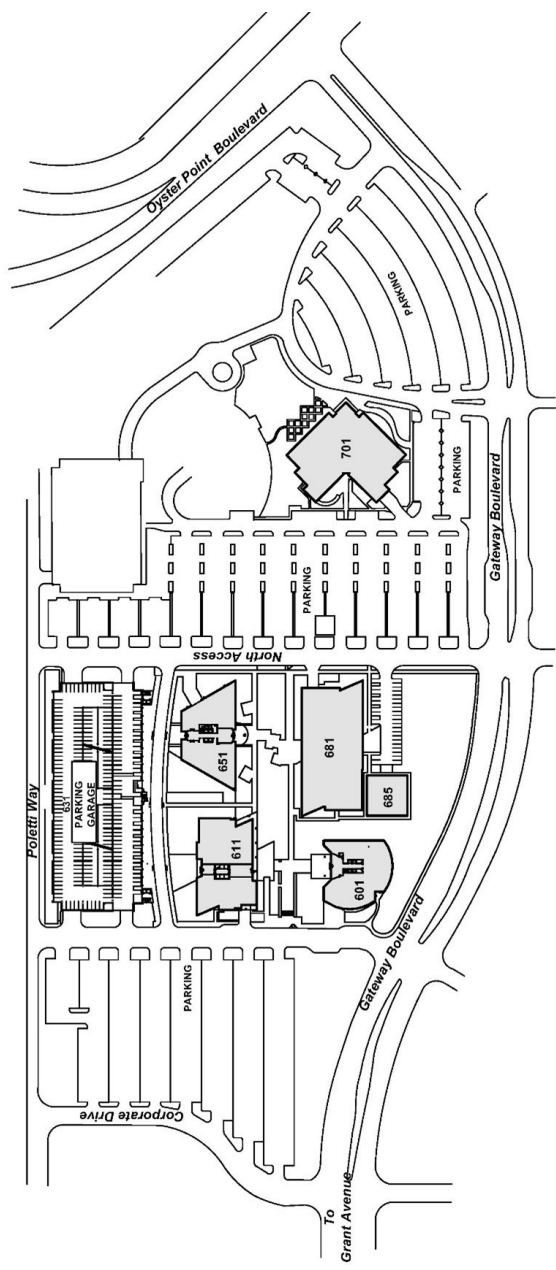 Oyster Point Boulevard
PARKING
701
PARKING
Gateway Boulevard
PARKING
North Access
Poletti Way
631
PARKING
GARAGE
651
681
685
611
601
Gateway Boulevard
PARKING
Corporate Drive
To
Grant Avenue